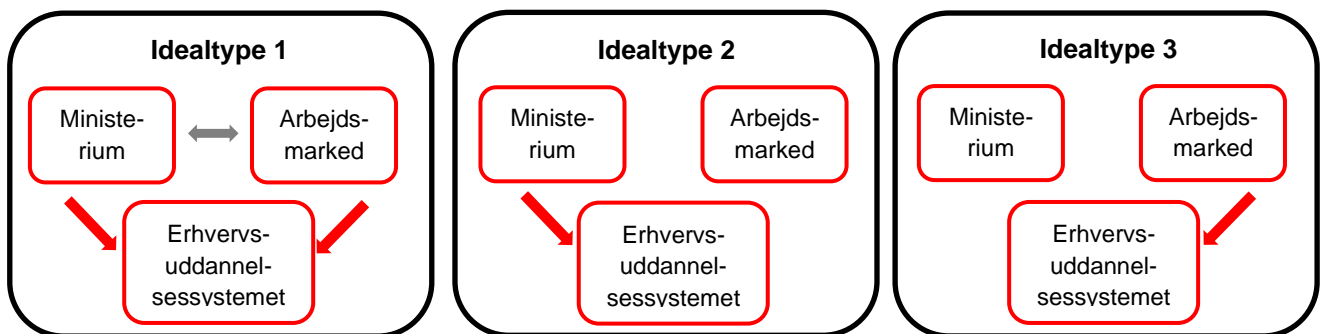 Idealtype 1
Ministe-
rium
Arbejds-
marked
Erhvervs-
uddannel-
sessystemet
Idealtype 2
Ministe-
rium
Arbejds-
marked
Erhvervs-
uddannel-
sessystemet
Idealtype 3
Ministe-
rium
Arbejds-
marked
Erhvervs-
uddannel-
sessystemet